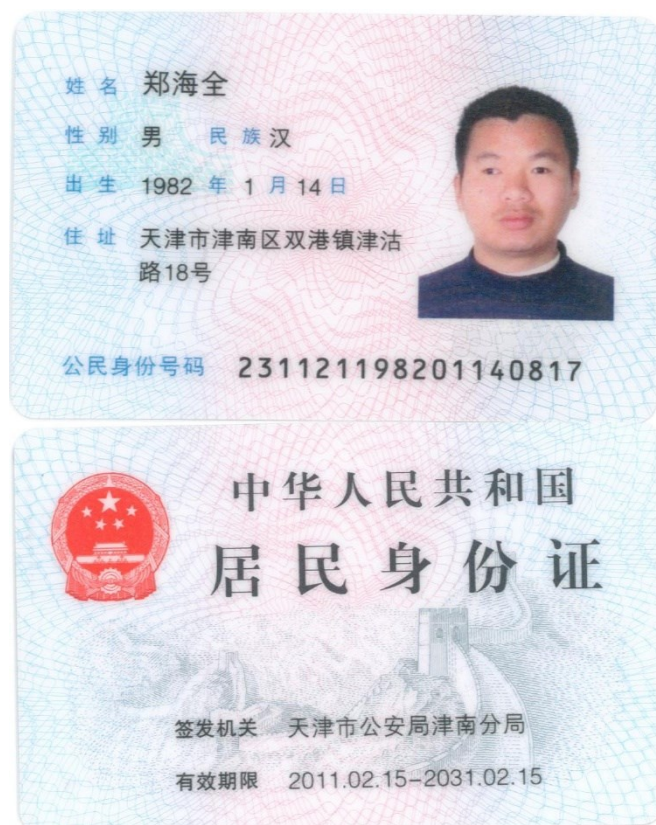 姓名 郑海全
性别 男 民族 汉
出生 1982 年 1 月 14 日
住址 天津市津南区双港镇津沽
路18号
公民身份号码 231121198201140817
中华人民共和国
居民身份证
签发机关 天津市公安局津南分局
有效期限 2011.02.15-2031.02.15